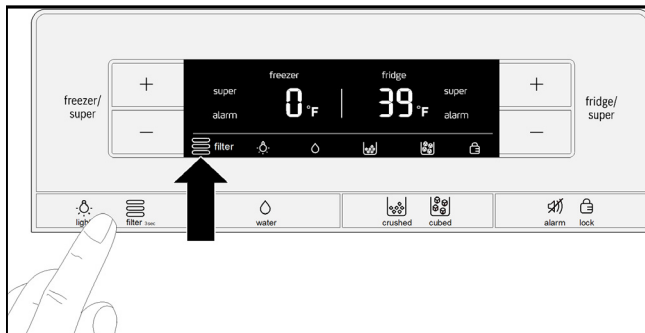 freezer fridge
super super
0°F 39°F
alarm alarm
filter
+ +
freezer/
super
fridge/
super
− −
light filter 3sec water crushed cubed alarm lock